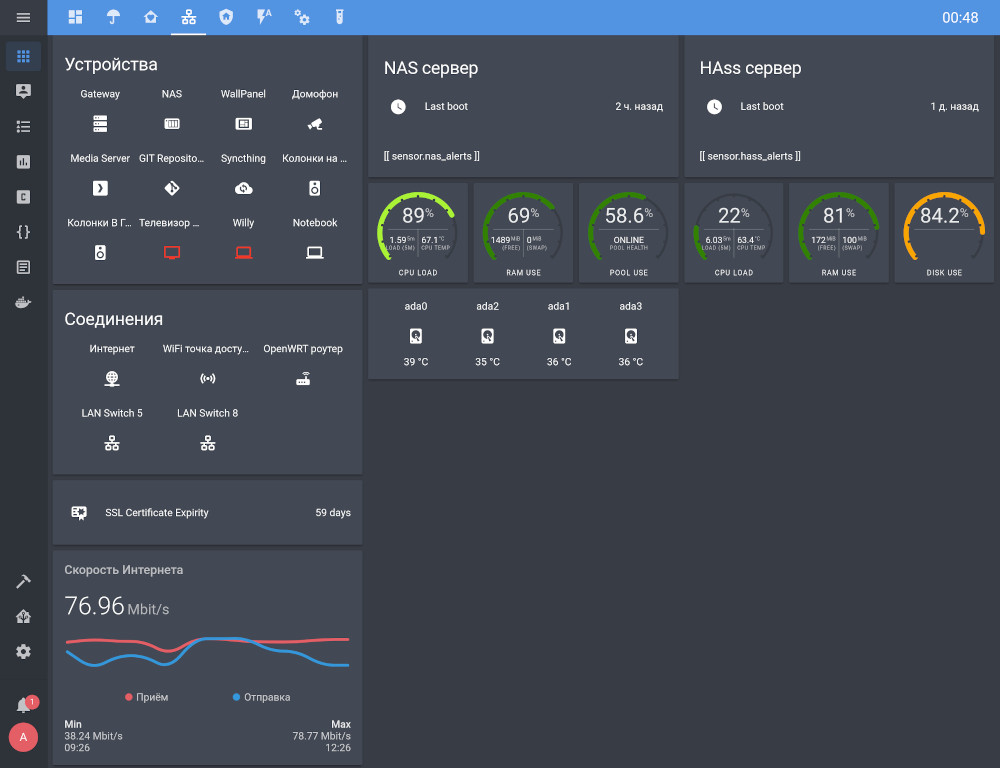 00:48
Устройства
Gateway NAS WallPanel Домофон
Media Server GIT Reposito... Syncthing Колонки на ...
Колонки В Г... Телевизор ... Willy Notebook
Соединения
Интернет WiFi точка досту... OpenWRT роутер
LAN Switch 5 LAN Switch 8
SSL Certificate Expirity 59 days
Скорость Интернета
76.96 Mbit/s
Приём Отправка
Min Max
38.24 Mbit/s 78.77 Mbit/s
09:26 12:26
NAS сервер
Last boot 2 ч. назад
[[ sensor.nas_alerts ]]
89%
1.59 5m 67.1°C
LOAD (5M) CPU TEMP
CPU LOAD
69%
1489 MiB 0 MiB
(FREE) (SWAP)
RAM USE
58.6%
ONLINE
POOL HEALTH
POOL USE
ada0 ada2 ada1 ada3
39 °C 35 °C 36 °C 36 °C
HAss сервер
Last boot 1 д. назад
[[ sensor.hass_alerts ]]
22%
6.03 5m 63.4°C
LOAD (5M) CPU TEMP
CPU LOAD
81%
172 MiB 100 MiB
(FREE) (SWAP)
RAM USE
84.2%
DISK USE
C
{ }
1
A